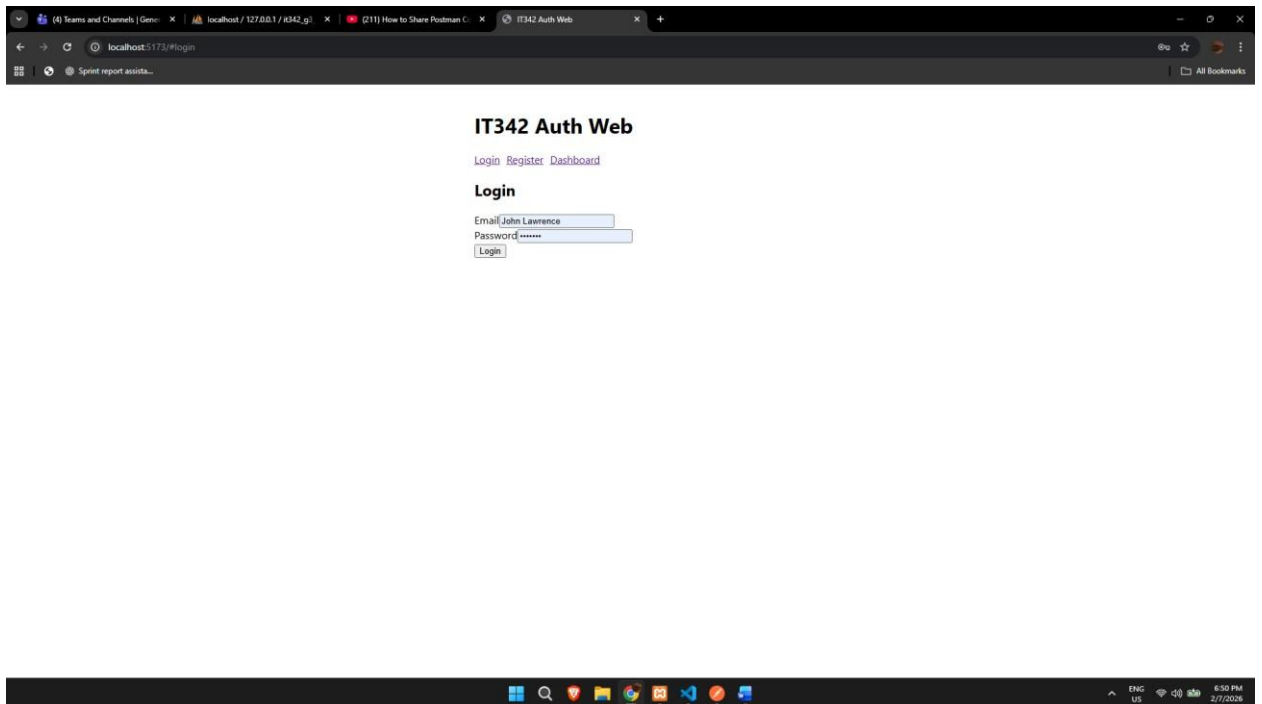 (4) Teams and Channels | Gene
localhost / 127.0.0.1 / it342_g3_
(211) How to Share Postman C
IT342 Auth Web
localhost:5173/#login
Sprint report assista...
All Bookmarks
IT342 Auth Web
Login Register Dashboard
Login
Email John Lawrence
Password •••••••
Login
ENG
US
6:50 PM
2/7/2026